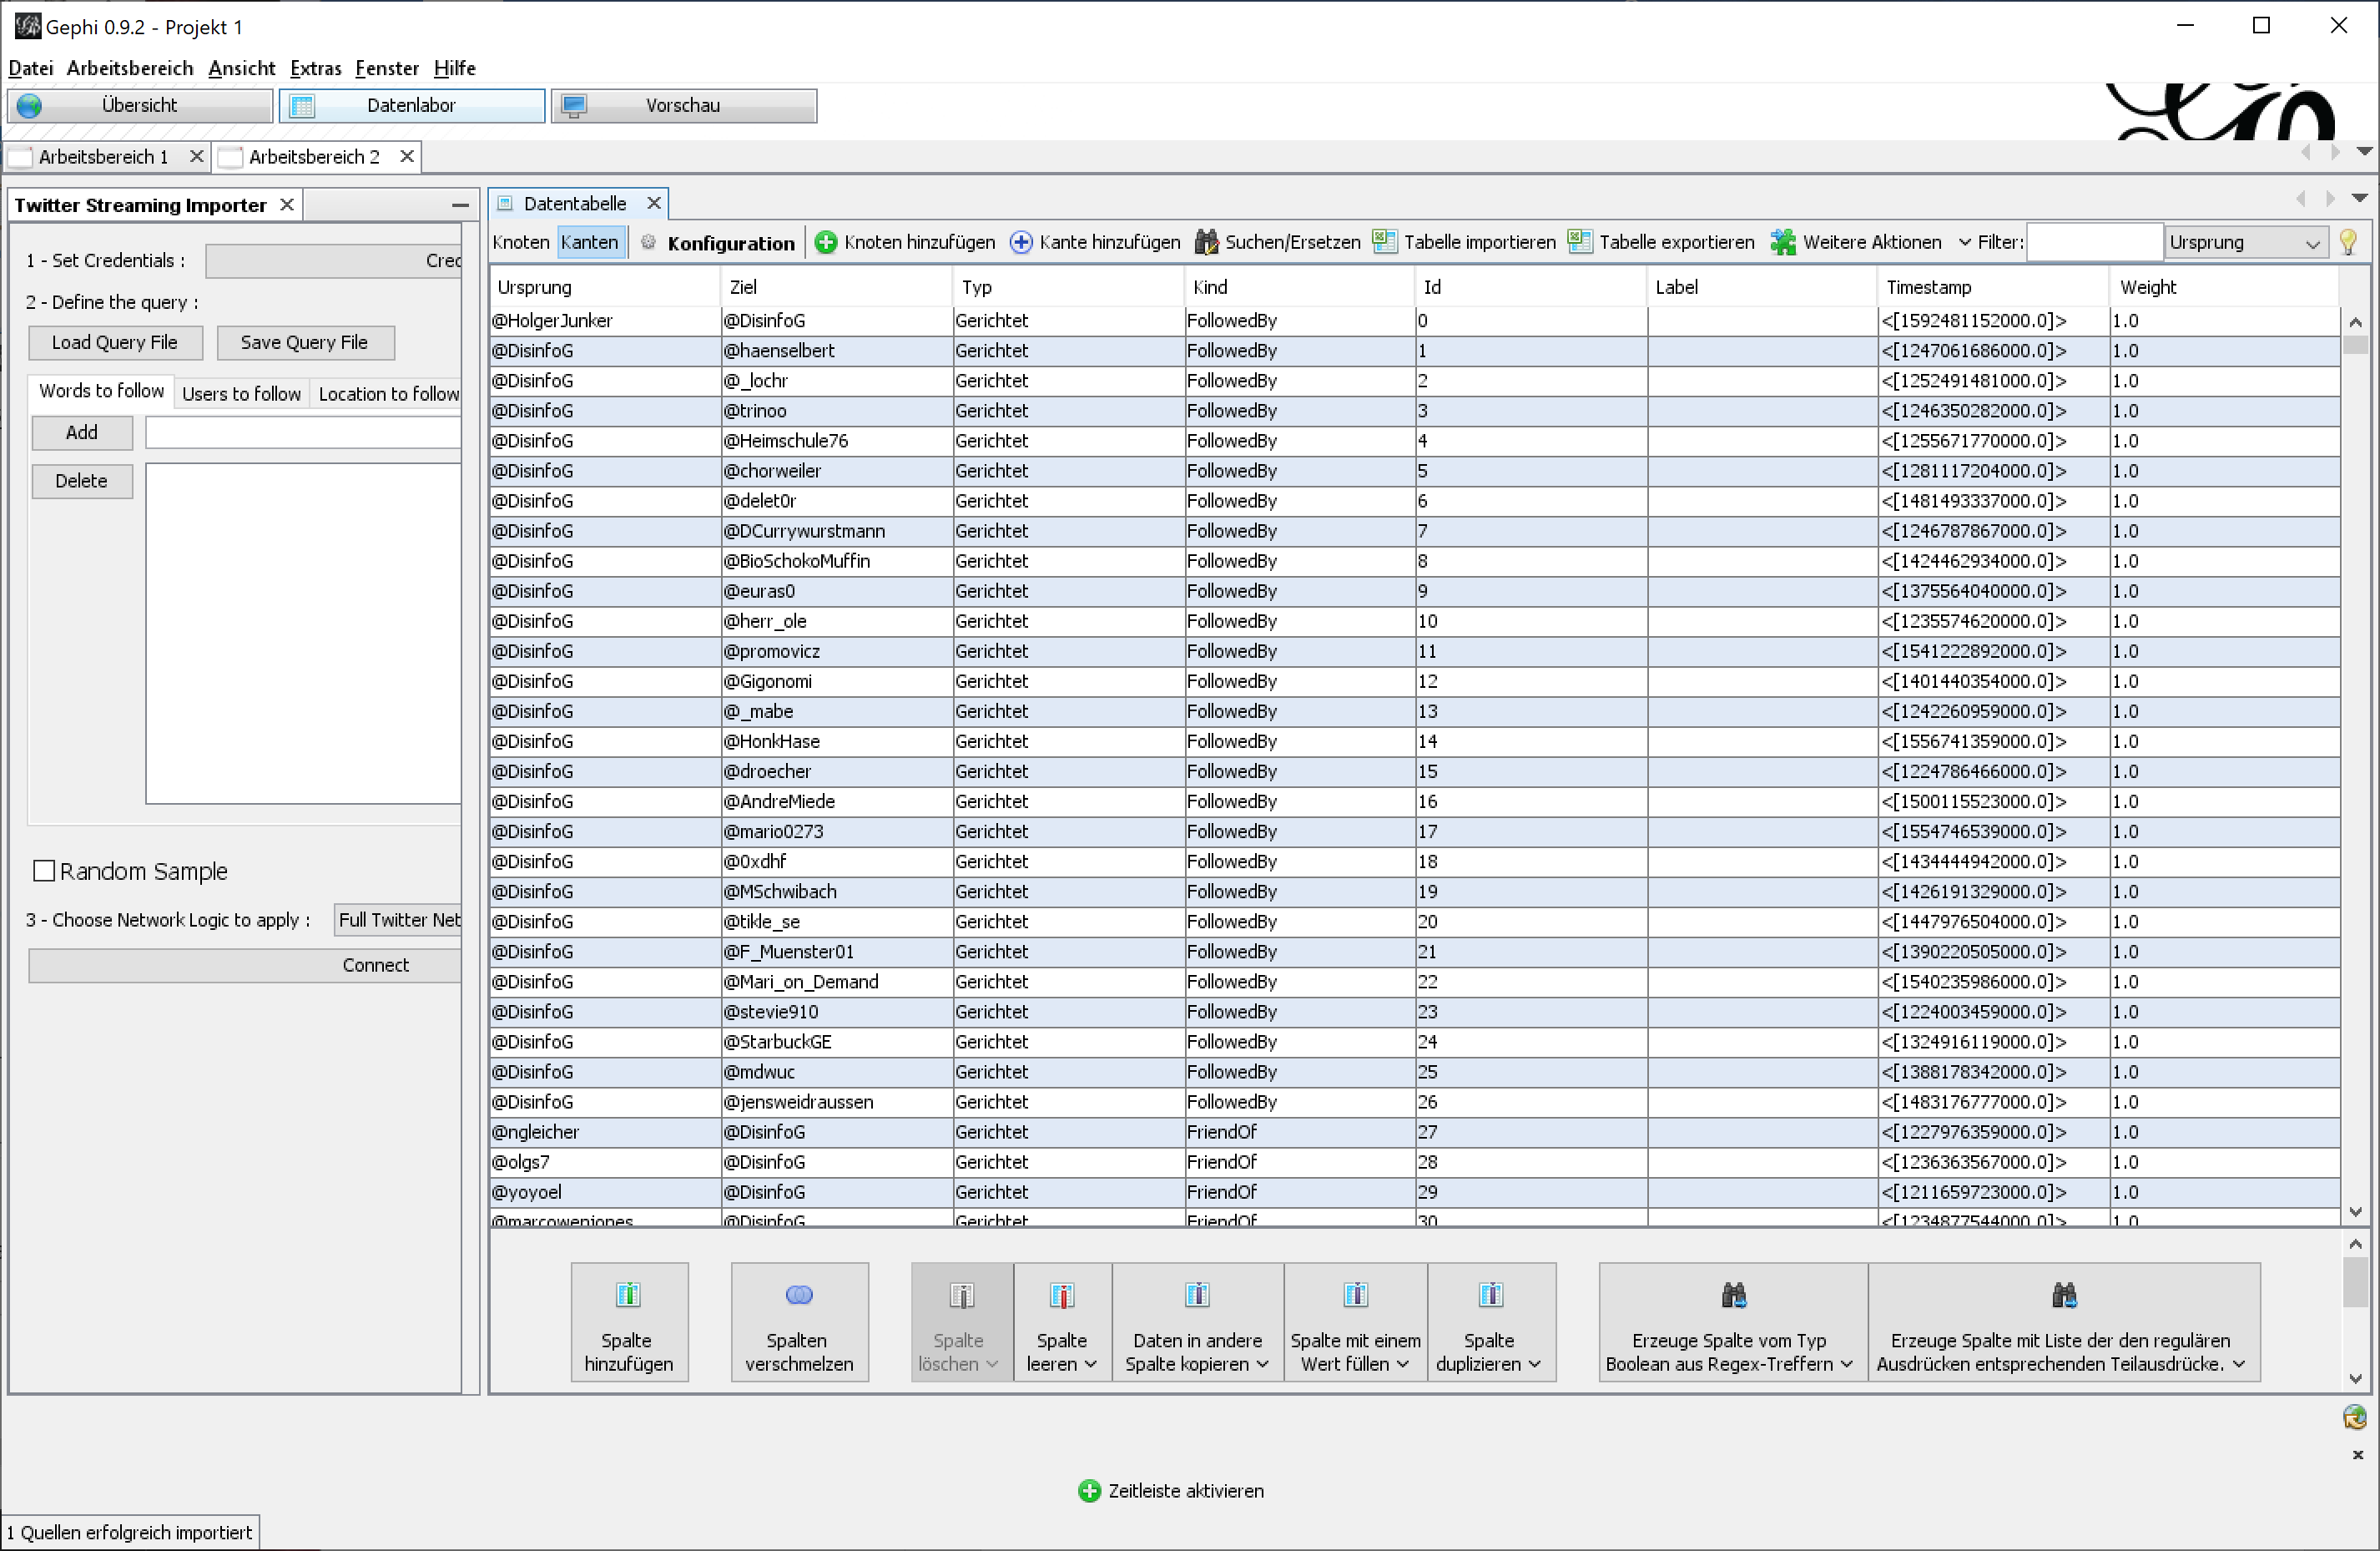 Gephi 0.9.2 - Projekt 1
Datei Arbeitsbereich Ansicht Extras Fenster Hilfe
Übersicht Datenlabor Vorschau
Arbeitsbereich 1 Arbeitsbereich 2
Twitter Streaming Importer
1 - Set Credentials : Cred
2 - Define the query :
Load Query File Save Query File
Words to follow Users to follow Location to follow
Add
Delete
Random Sample
3 - Choose Network Logic to apply : Full Twitter Net
Connect
Datentabelle
Knoten Kanten Konfiguration Knoten hinzufügen Kante hinzufügen Suchen/Ersetzen Tabelle importieren Tabelle exportieren Weitere Aktionen Filter: Ursprung
Ursprung Ziel Typ Kind Id Label Timestamp Weight
@HolgerJunker @DisinfoG Gerichtet FollowedBy 0 <[1592481152000.0]> 1.0
@DisinfoG @haenselbert Gerichtet FollowedBy 1 <[1247061686000.0]> 1.0
@DisinfoG @_lochr Gerichtet FollowedBy 2 <[1252491481000.0]> 1.0
@DisinfoG @trinoo Gerichtet FollowedBy 3 <[1246350282000.0]> 1.0
@DisinfoG @Heimschule76 Gerichtet FollowedBy 4 <[1255671770000.0]> 1.0
@DisinfoG @chorweiler Gerichtet FollowedBy 5 <[1281117204000.0]> 1.0
@DisinfoG @delet0r Gerichtet FollowedBy 6 <[1481493337000.0]> 1.0
@DisinfoG @DCurrywurstmann Gerichtet FollowedBy 7 <[1246787867000.0]> 1.0
@DisinfoG @BioSchokoMuffin Gerichtet FollowedBy 8 <[1424462934000.0]> 1.0
@DisinfoG @euras0 Gerichtet FollowedBy 9 <[1375564040000.0]> 1.0
@DisinfoG @herr_ole Gerichtet FollowedBy 10 <[1235574620000.0]> 1.0
@DisinfoG @promovicz Gerichtet FollowedBy 11 <[1541222892000.0]> 1.0
@DisinfoG @Gigonomi Gerichtet FollowedBy 12 <[1401440354000.0]> 1.0
@DisinfoG @_mabe Gerichtet FollowedBy 13 <[1242260959000.0]> 1.0
@DisinfoG @HonkHase Gerichtet FollowedBy 14 <[1556741359000.0]> 1.0
@DisinfoG @droecher Gerichtet FollowedBy 15 <[1224786466000.0]> 1.0
@DisinfoG @AndreMiede Gerichtet FollowedBy 16 <[1500115523000.0]> 1.0
@DisinfoG @mario0273 Gerichtet FollowedBy 17 <[1554746539000.0]> 1.0
@DisinfoG @0xdhf Gerichtet FollowedBy 18 <[1434444942000.0]> 1.0
@DisinfoG @MSchwibach Gerichtet FollowedBy 19 <[1426191329000.0]> 1.0
@DisinfoG @tikle_se Gerichtet FollowedBy 20 <[1447976504000.0]> 1.0
@DisinfoG @F_Muenster01 Gerichtet FollowedBy 21 <[1390220505000.0]> 1.0
@DisinfoG @Mari_on_Demand Gerichtet FollowedBy 22 <[1540235986000.0]> 1.0
@DisinfoG @stevie910 Gerichtet FollowedBy 23 <[1224003459000.0]> 1.0
@DisinfoG @StarbuckGE Gerichtet FollowedBy 24 <[1324916119000.0]> 1.0
@DisinfoG @mdwuc Gerichtet FollowedBy 25 <[1388178342000.0]> 1.0
@DisinfoG @jensweidraussen Gerichtet FollowedBy 26 <[1483176777000.0]> 1.0
@ngleicher @DisinfoG Gerichtet FriendOf 27 <[1227976359000.0]> 1.0
@olgs7 @DisinfoG Gerichtet FriendOf 28 <[1236363567000.0]> 1.0
@yoyoel @DisinfoG Gerichtet FriendOf 29 <[1211659723000.0]> 1.0
@marcowenjones @DisinfoG Gerichtet FriendOf 30 <[1234877544000.0]> 1.0
Spalte hinzufügen
Spalten verschmelzen
Spalte löschen
Spalte leeren
Daten in andere Spalte kopieren
Spalte mit einem Wert füllen
Spalte duplizieren
Erzeuge Spalte vom Typ Boolean aus Regex-Treffern
Erzeuge Spalte mit Liste der den regulären Ausdrücken entsprechenden Teilausdrücke.
Zeitleiste aktivieren
1 Quellen erfolgreich importiert